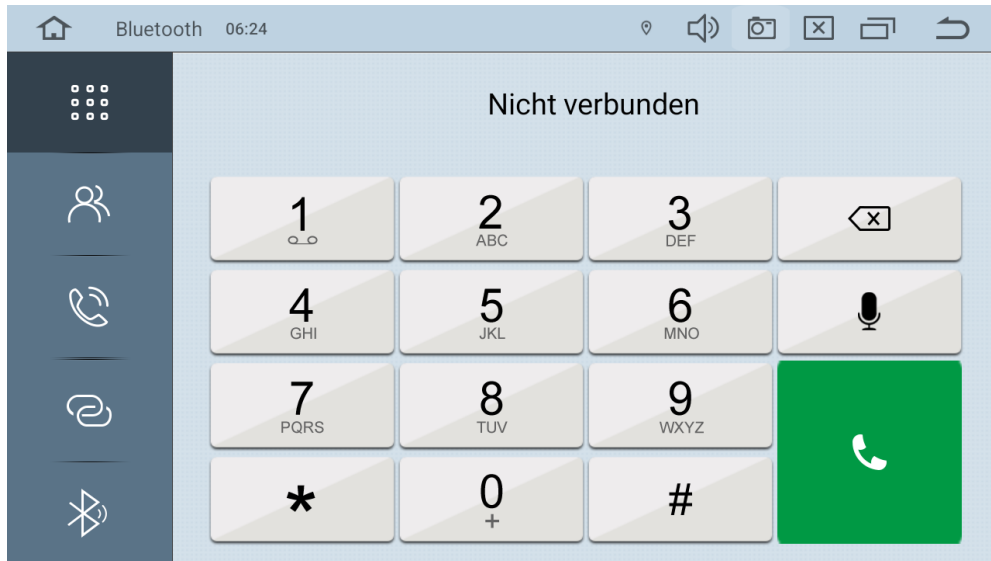 Bluetooth 06:24
Nicht verbunden
1 2 3
ABC DEF
4 5 6
GHI JKL MNO
7 8 9
PQRS TUV WXYZ
* 0 #
+